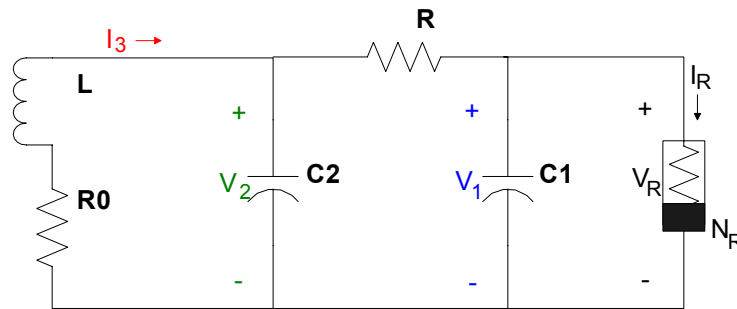 R
I3
L
IR
+
+
+
V2
C2
V1
C1
VR
R0
NR
-
-
-